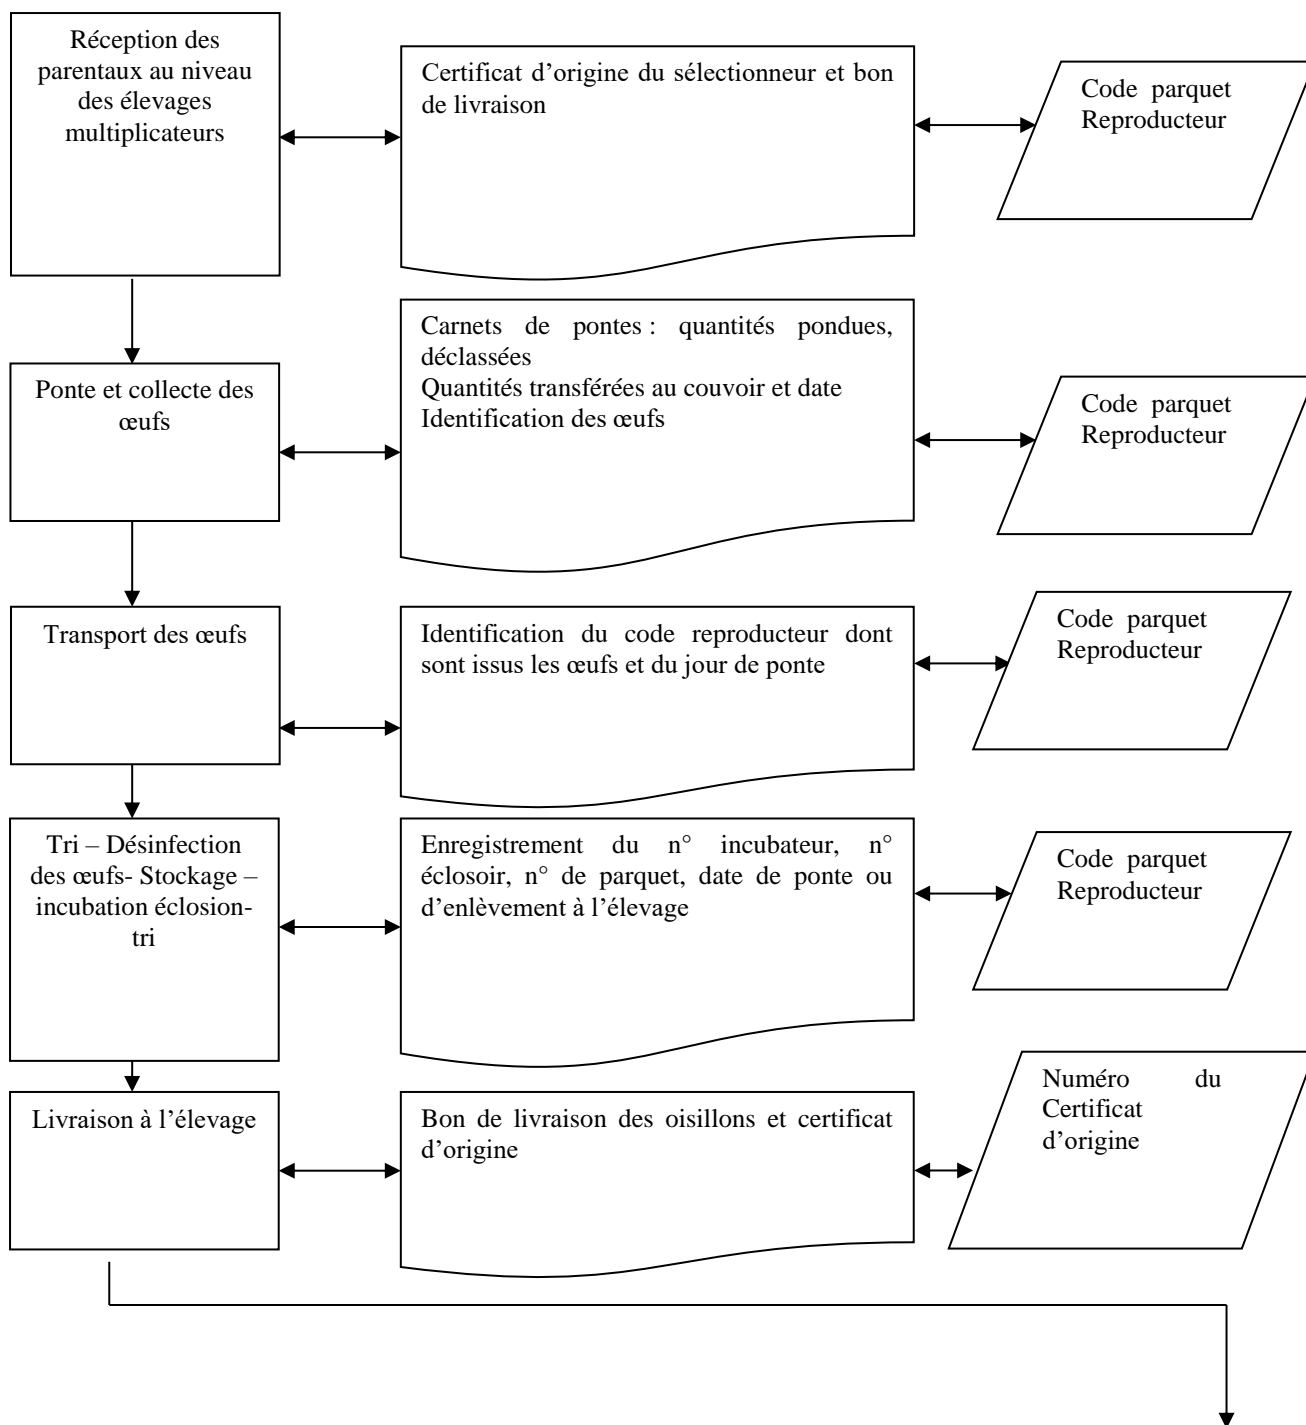 Réception des
parentaux au niveau
des élevages
multiplicateurs
Certificat d’origine du sélectionneur et bon
de livraison
Code parquet
Reproducteur
Ponte et collecte des
œufs
Carnets de pontes : quantités pondues,
déclassées
Quantités transférées au couvoir et date
Identification des œufs
Code parquet
Reproducteur
Transport des œufs
Identification du code reproducteur dont
sont issus les œufs et du jour de ponte
Code parquet
Reproducteur
Tri – Désinfection
des œufs- Stockage –
incubation éclosion-
tri
Enregistrement du n° incubateur, n°
éclosoir, n° de parquet, date de ponte ou
d’enlèvement à l’élevage
Code parquet
Reproducteur
Livraison à l’élevage
Bon de livraison des oisillons et certificat
d’origine
Numéro du
Certificat
d’origine